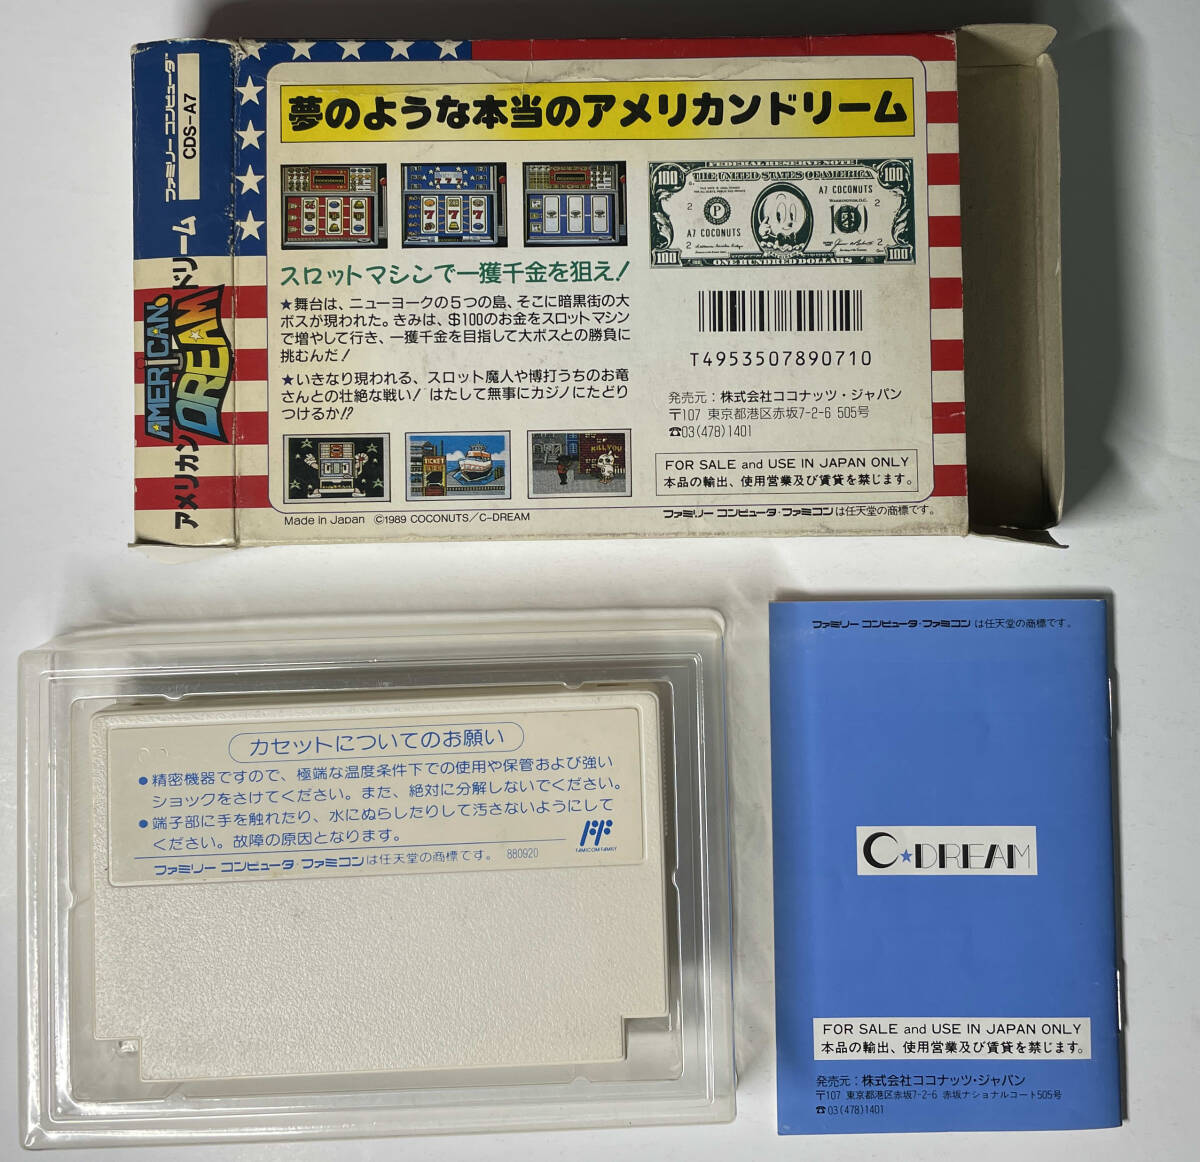 ファミリーコンピュータ
CDS-A7
アメリカンドリーム
AMERICAN
DREAM
夢のような本当のアメリカンドリーム
FEDERAL RESERVE NOTE
THE UNITED STATES OF AMERICA
100
100
A7 COCONUTS
WASHINGTON, D.C.
P
2
2
2
2
A7 COCONUTS
100
100
ONE HUNDRED DOLLARS
スロットマシンで一獲千金を狙え!
★舞台は、ニューヨークの5つの島、そこに暗黒街の大
ボスが現われた。きみは、$100のお金をスロットマシン
で増やして行き、一獲千金を目指して大ボスとの勝負に
挑むんだ!
★いきなり現われる、スロット魔人や博打うちのお竜
さんとの壮絶な戦い!はたして無事にカジノにたどり
つけるか!?
TICKET
KILL YOU
T4953507890710
発売元:株式会社ココナッツ・ジャパン
〒107 東京都港区赤坂7-2-6 505号
☎03(478)1401
FOR SALE and USE IN JAPAN ONLY
本品の輸出、使用営業及び賃貸を禁じます。
Made in Japan ©1989 COCONUTS/C-DREAM
ファミリーコンピュータ・ファミコンは任天堂の商標です。
カセットについてのお願い
●精密機器ですので、極端な温度条件下での使用や保管および強い
ショックをさけてください。また、絶対に分解しないでください。
●端子部に手を触れたり、水にぬらしたりして汚さないようにして
ください。故障の原因となります。
FF
FAMICOM FAMILY
ファミリーコンピュータ・ファミコンは任天堂の商標です。 880920
ファミリーコンピュータ・ファミコンは任天堂の商標です。
C★DREAM
FOR SALE and USE IN JAPAN ONLY
本品の輸出、使用営業及び賃貸を禁じます。
発売元:株式会社ココナッツ・ジャパン
〒107 東京都港区赤坂7-2-6 赤坂ナショナルコート505号
☎03(478)1401